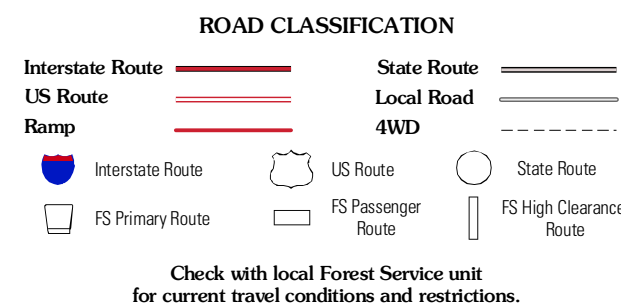 ROAD CLASSIFICATION
Interstate Route State Route
US Route Local Road
Ramp 4WD
Interstate Route US Route State Route
FS Primary Route FS Passenger Route FS High Clearance Route
Check with local Forest Service unit
for current travel conditions and restrictions.